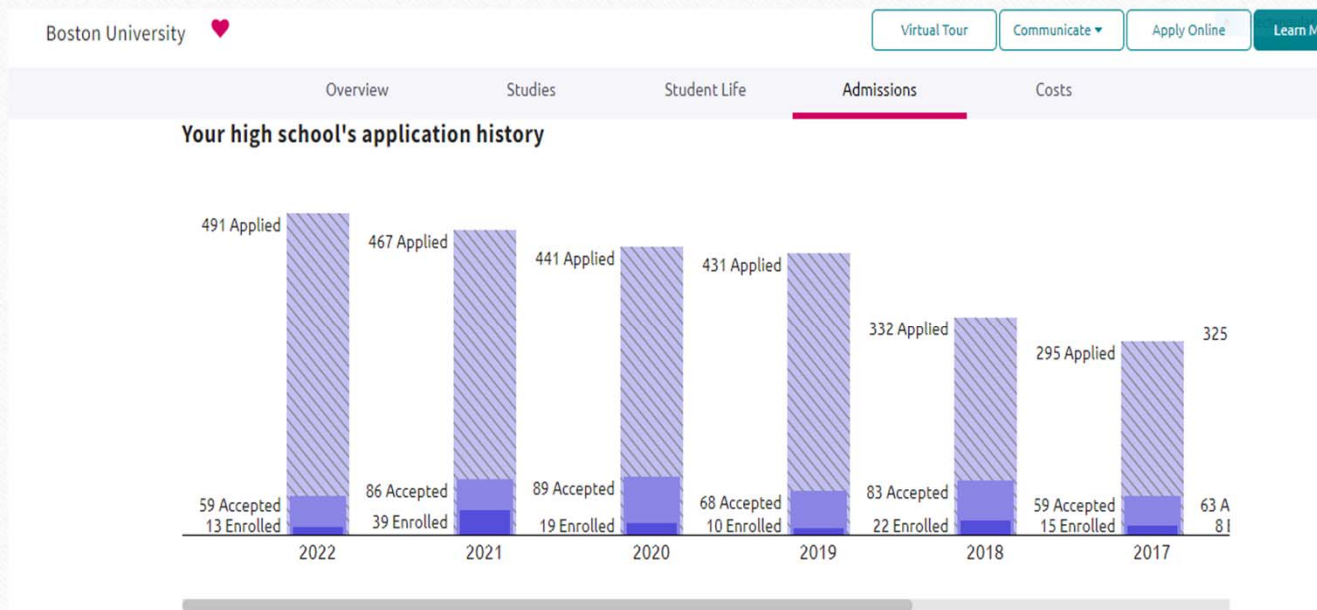 Boston University
Virtual Tour
Communicate
Apply Online
Learn M
Overview
Studies
Student Life
Admissions
Costs
Your high school's application history
491 Applied
59 Accepted
13 Enrolled
2022
467 Applied
86 Accepted
39 Enrolled
2021
441 Applied
89 Accepted
19 Enrolled
2020
431 Applied
68 Accepted
10 Enrolled
2019
332 Applied
83 Accepted
22 Enrolled
2018
295 Applied
59 Accepted
15 Enrolled
2017
325
63 A
8